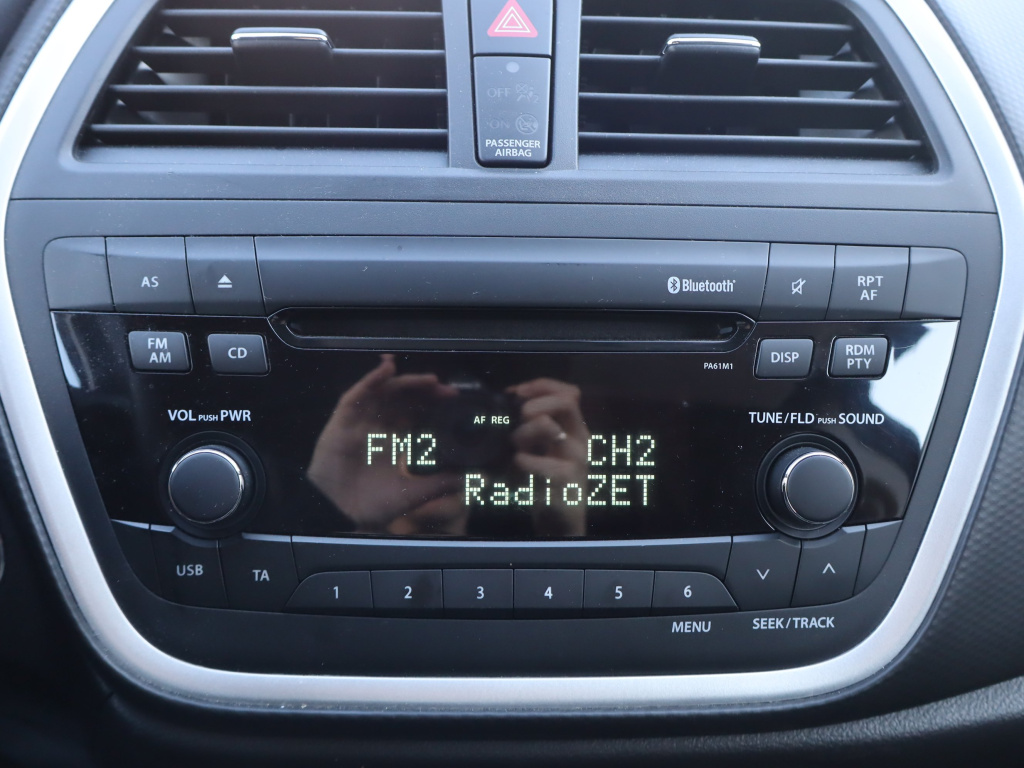 OFF
ON
PASSENGER
AIRBAG
AS
Bluetooth
RPT
AF
FM
AM
CD
PA61M1
DISP
RDM
PTY
VOL PUSH PWR
AF REG
TUNE/FLD PUSH SOUND
FM2 CH2
RadioZET
USB
TA
1 2 3 4 5 6
MENU
SEEK/TRACK